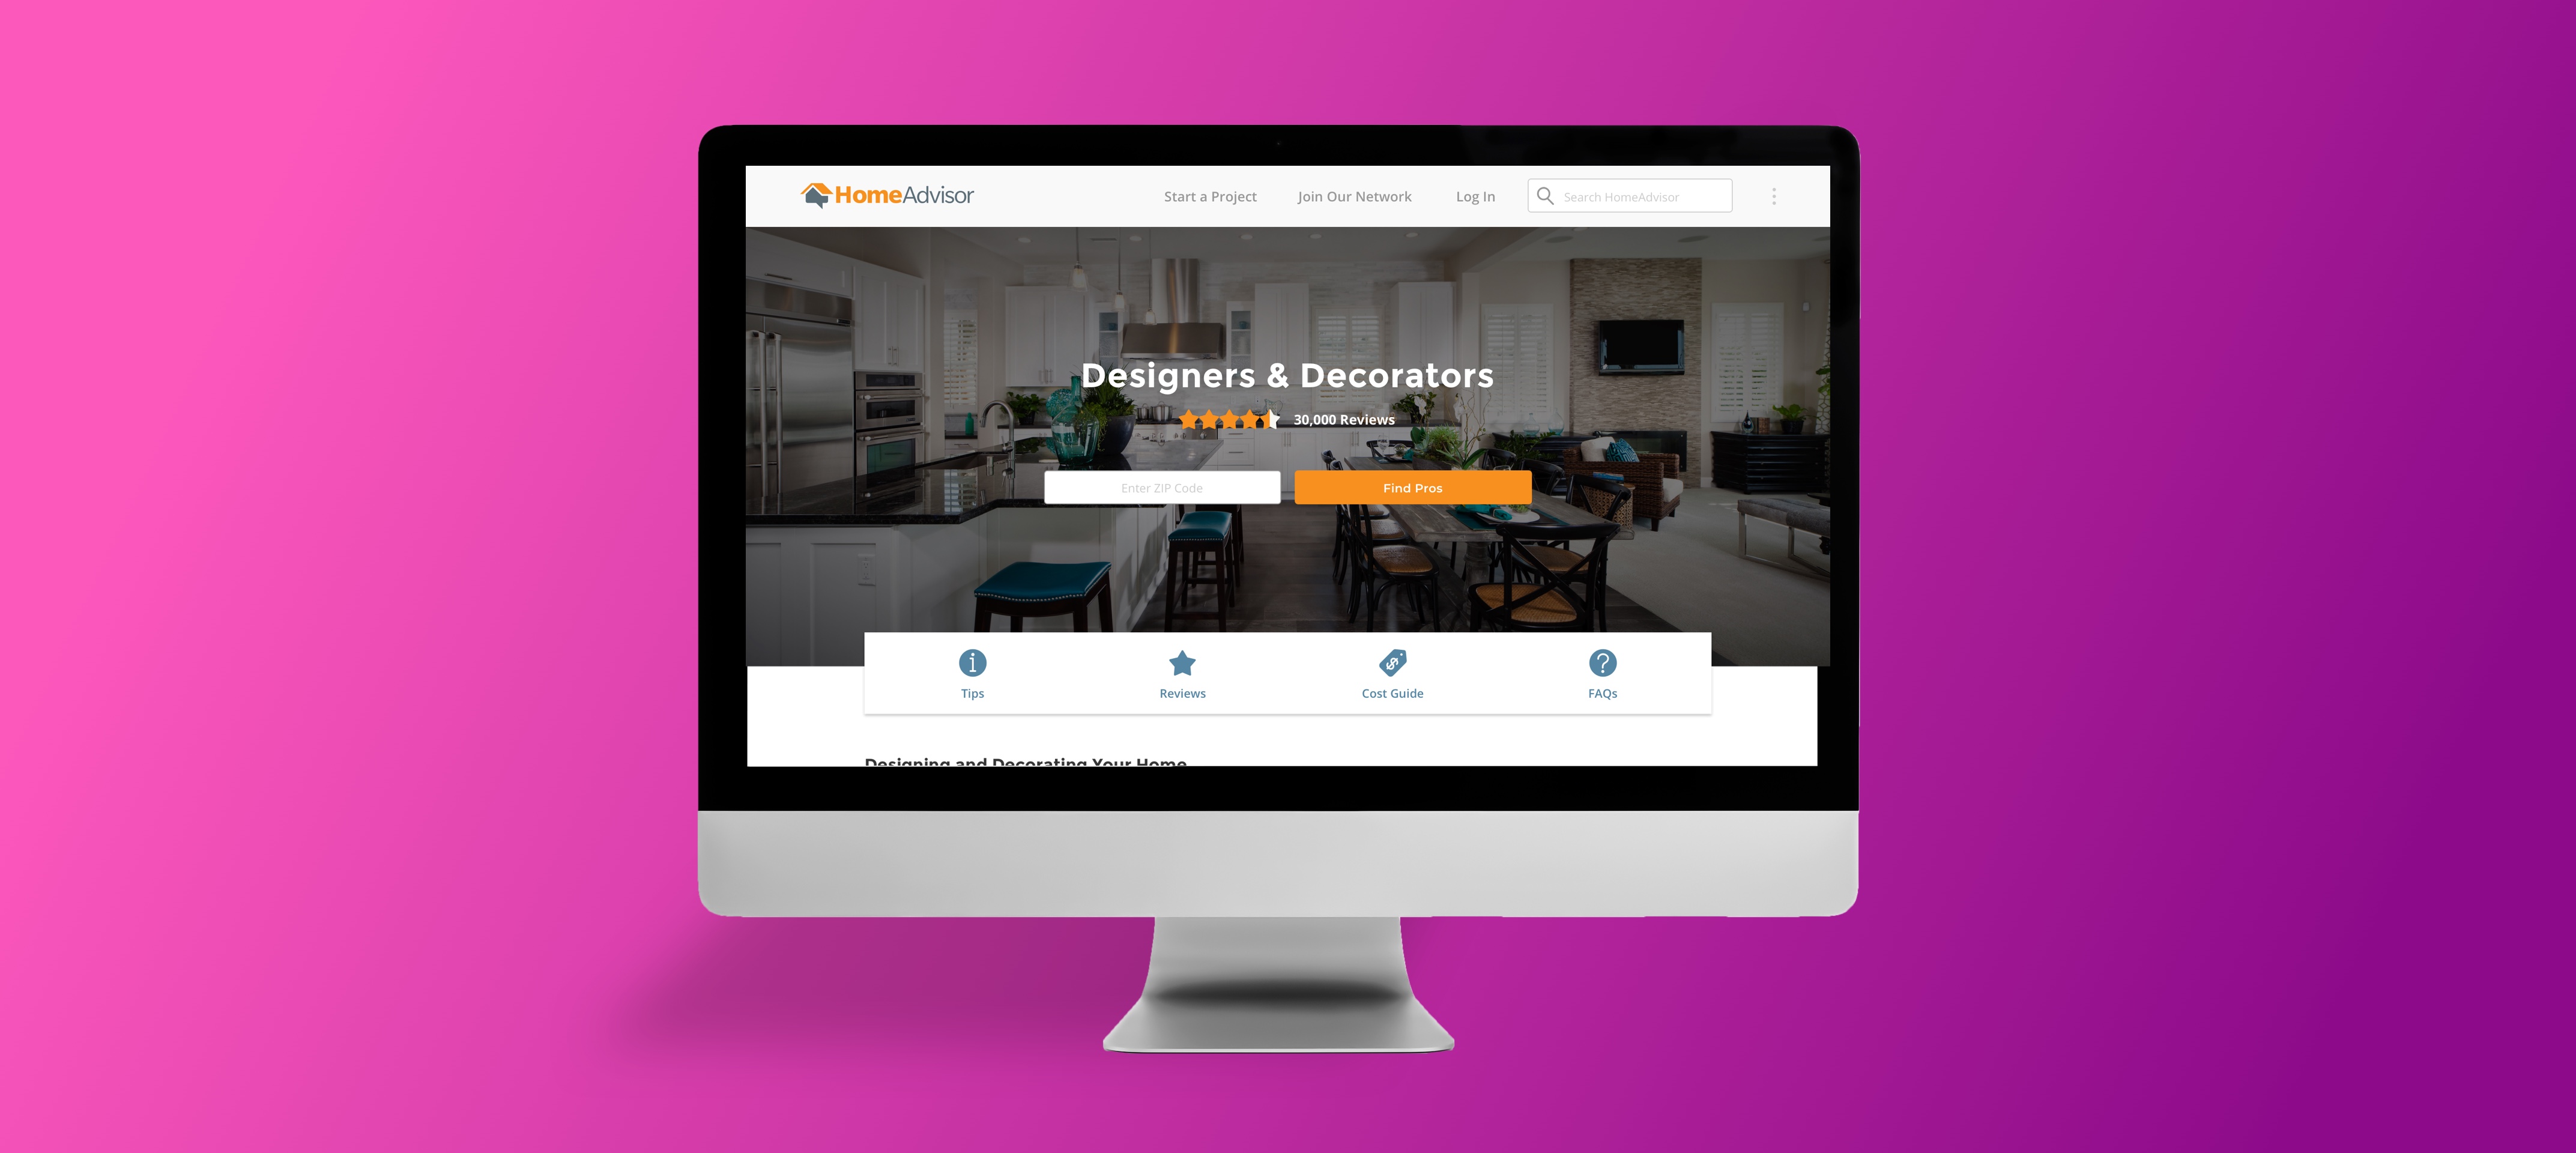 HomeAdvisor
Start a Project
Join Our Network
Log In
Search HomeAdvisor
Designers & Decorators
30,000 Reviews
Enter ZIP Code
Find Pros
Tips
Reviews
Cost Guide
FAQs
Designing and Decorating Your Home